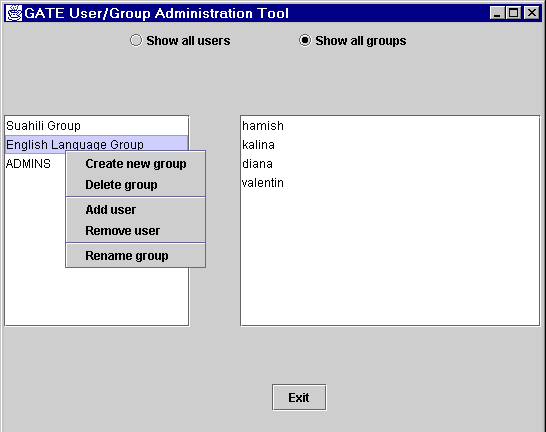 GATE User/Group Administration Tool
Show all users Show all groups
Suahili Group
English Language Group
ADMINS
Create new group
Delete group
Add user
Remove user
Rename group
hamish
kalina
diana
valentin
Exit